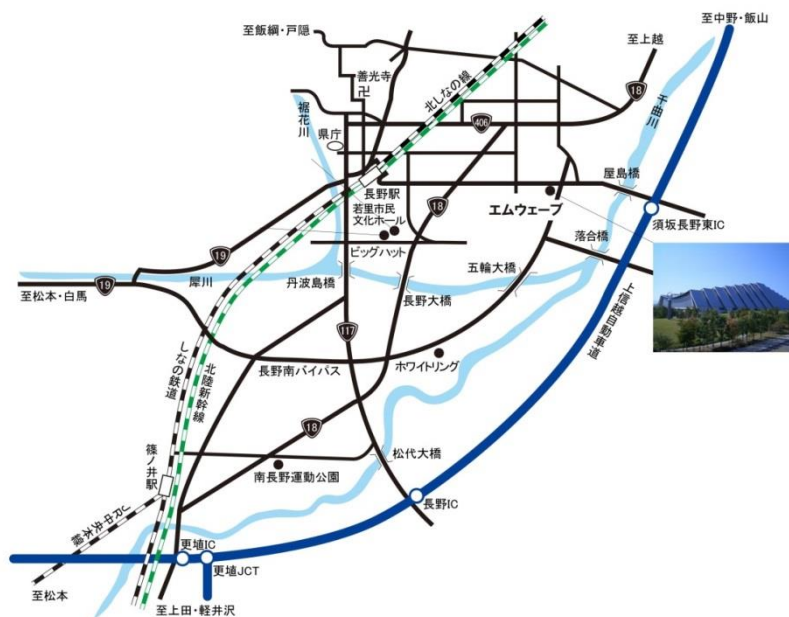 至中野・飯山
至飯綱・戸隠
至上越
善光寺
卍
北しなの線
18
千曲川
裾花川
406
県庁
屋島橋
長野駅
若里市民
文化ホール
18
エムウェーブ
須坂長野東IC
ビッグハット
落合橋
19
犀川
丹波島橋
長野大橋
五輪大橋
19
至松本・白馬
上信越自動車道
117
しなの鉄道
北陸新幹線
長野南バイパス
ホワイトリング
18
篠ノ井駅
松代大橋
南長野運動公園
長野IC
JR中央本線
更埴IC
更埴JCT
至松本
至上田・軽井沢